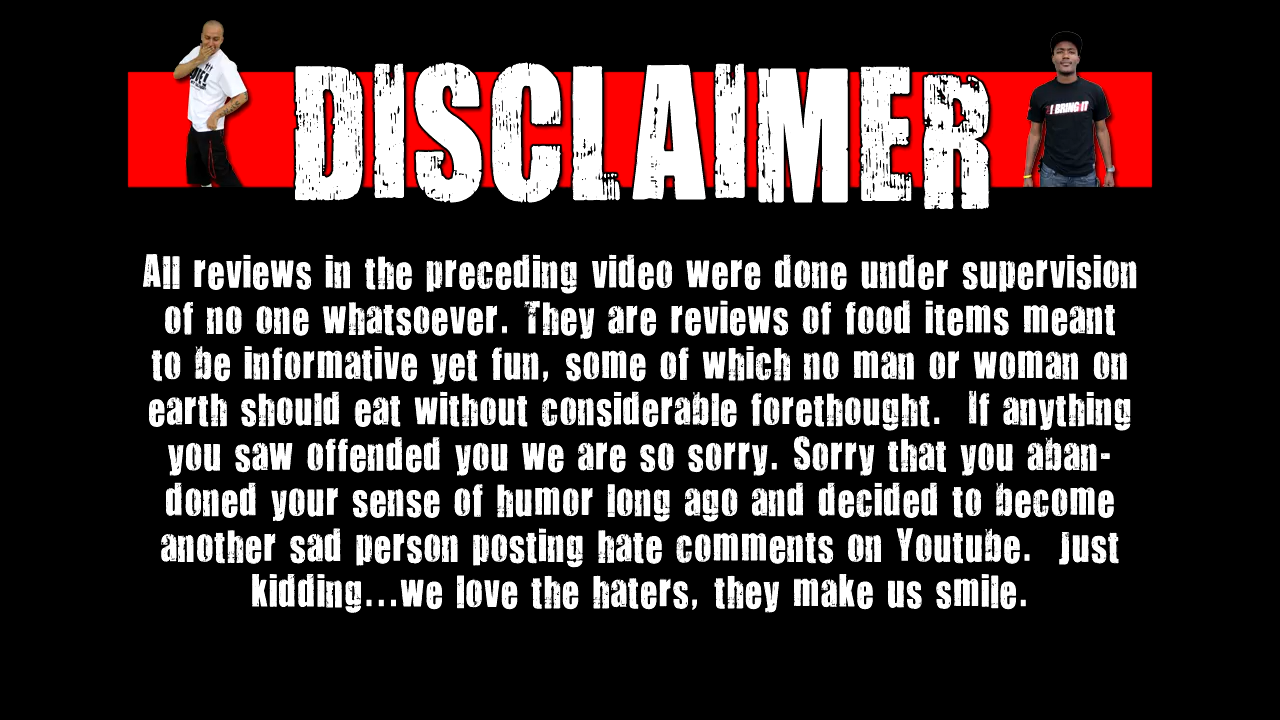 DISCLAIMER
I BRING IT
All reviews in the preceding video were done under supervision
of no one whatsoever. They are reviews of food items meant
to be informative yet fun, some of which no man or woman on
earth should eat without considerable forethought. If anything
you saw offended you we are so sorry. Sorry that you aban-
doned your sense of humor long ago and decided to become
another sad person posting hate comments on Youtube. Just
kidding...we love the haters, they make us smile.